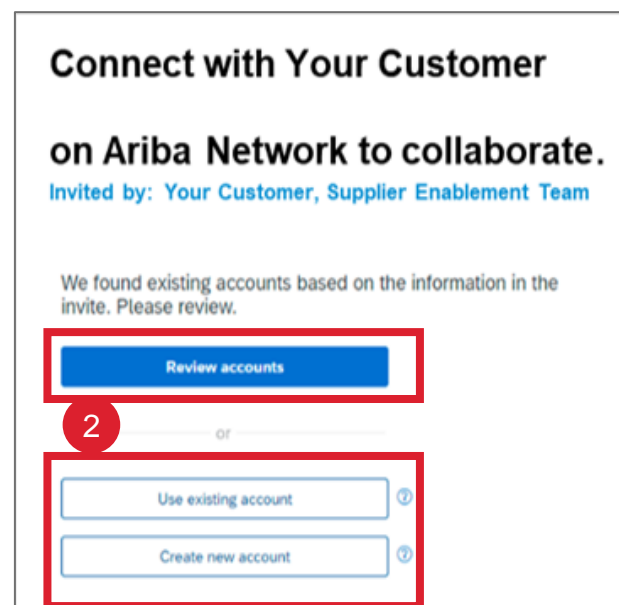 Connect with Your Customer
on Ariba Network to collaborate.
Invited by: Your Customer, Supplier Enablement Team
We found existing accounts based on the information in the
invite. Please review.
Review accounts
2
or
Use existing account
?
Create new account
?